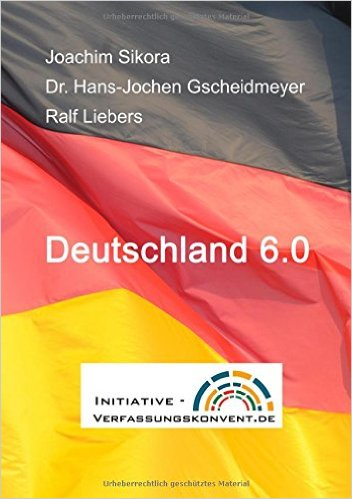 Urheberrechtlich geschütztes Material
Joachim Sikora
Dr. Hans-Jochen Gscheidmeyer
Ralf Liebers
Deutschland 6.0
INITIATIVE -
VERFASSUNGSKONVENT.DE
Urheberrechtlich geschütztes Material